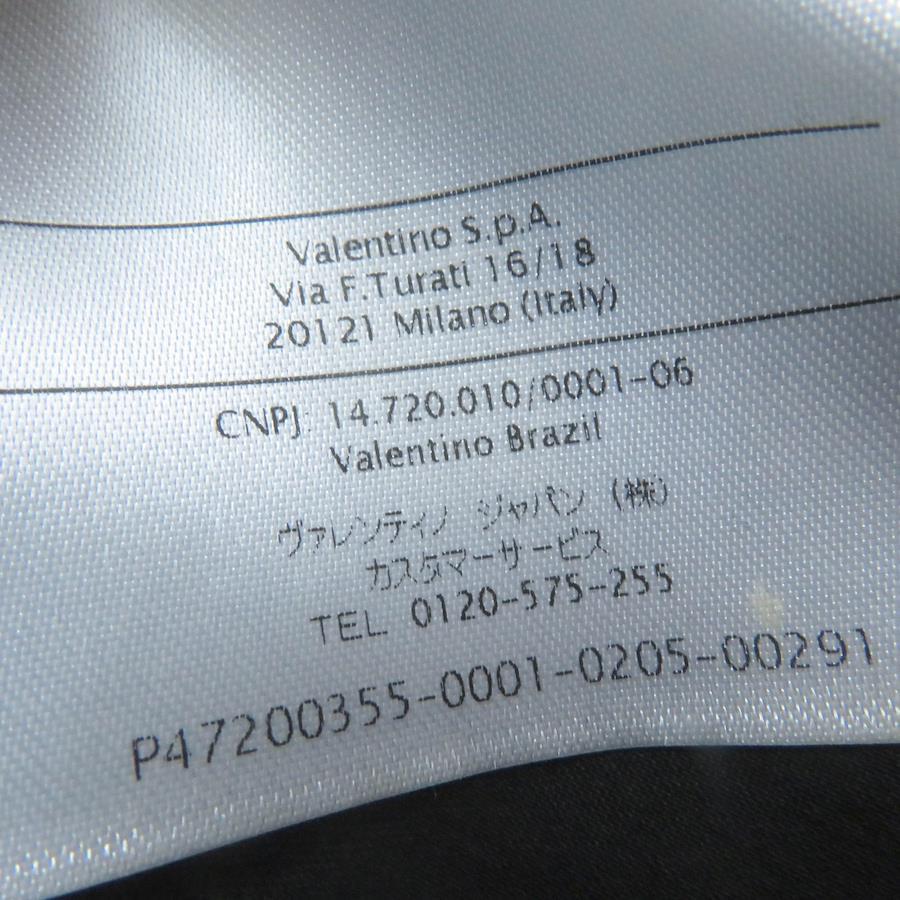 Valentino S.p.A.
Via F.Turati 16/18
20121 Milano (Italy)
CNPJ: 14.720.010/0001-06
Valentino Brazil
ヴァレンティノ ジャパン (株)
カスタマーサービス
TEL 0120-575-255
P47200355-0001-0205-00291